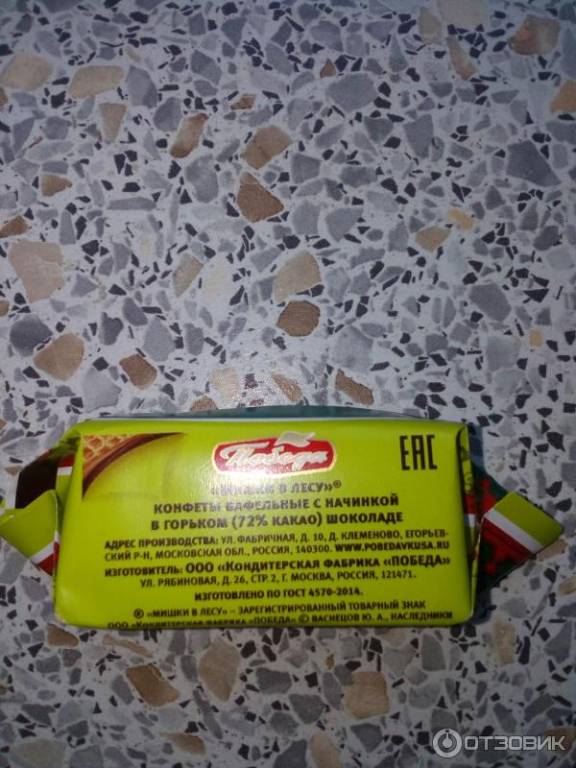 Победа
ЕАС
«МИШКИ В ЛЕСУ»®
КОНФЕТЫ ВАФЕЛЬНЫЕ С НАЧИНКОЙ
В ГОРЬКОМ (72% КАКАО) ШОКОЛАДЕ
АДРЕС ПРОИЗВОДСТВА: УЛ. ФАБРИЧНАЯ, Д. 10, Д. КЛЕМЕНОВО, ЕГОРЬЕВ-
СКИЙ Р-Н, МОСКОВСКАЯ ОБЛ., РОССИЯ, 140300. WWW.POBEDAVKUSA.RU
ИЗГОТОВИТЕЛЬ: ООО «КОНДИТЕРСКАЯ ФАБРИКА «ПОБЕДА»
УЛ. РЯБИНОВАЯ, Д. 26, СТР. 2, Г. МОСКВА, РОССИЯ, 121471.
ИЗГОТОВЛЕНО ПО ГОСТ 4570-2014.
® «МИШКИ В ЛЕСУ» – ЗАРЕГИСТРИРОВАННЫЙ ТОВАРНЫЙ ЗНАК
ООО «КОНДИТЕРСКАЯ ФАБРИКА «ПОБЕДА» © ВАСНЕЦОВ Ю. А., НАСЛЕДНИКИ
ОТЗОВИК